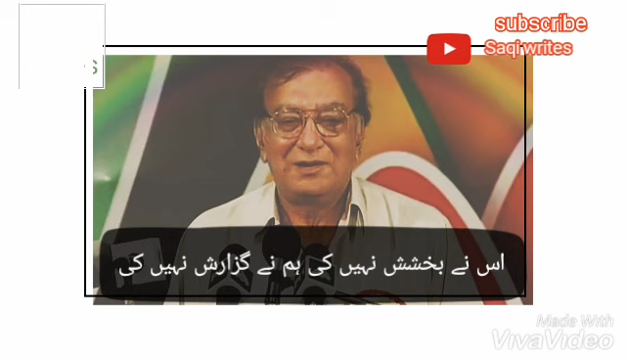 subscribe
Saqi writes
S
اس نے بخشش نہیں کی ہم نے گزارش نہیں کی
Made With
VivaVideo